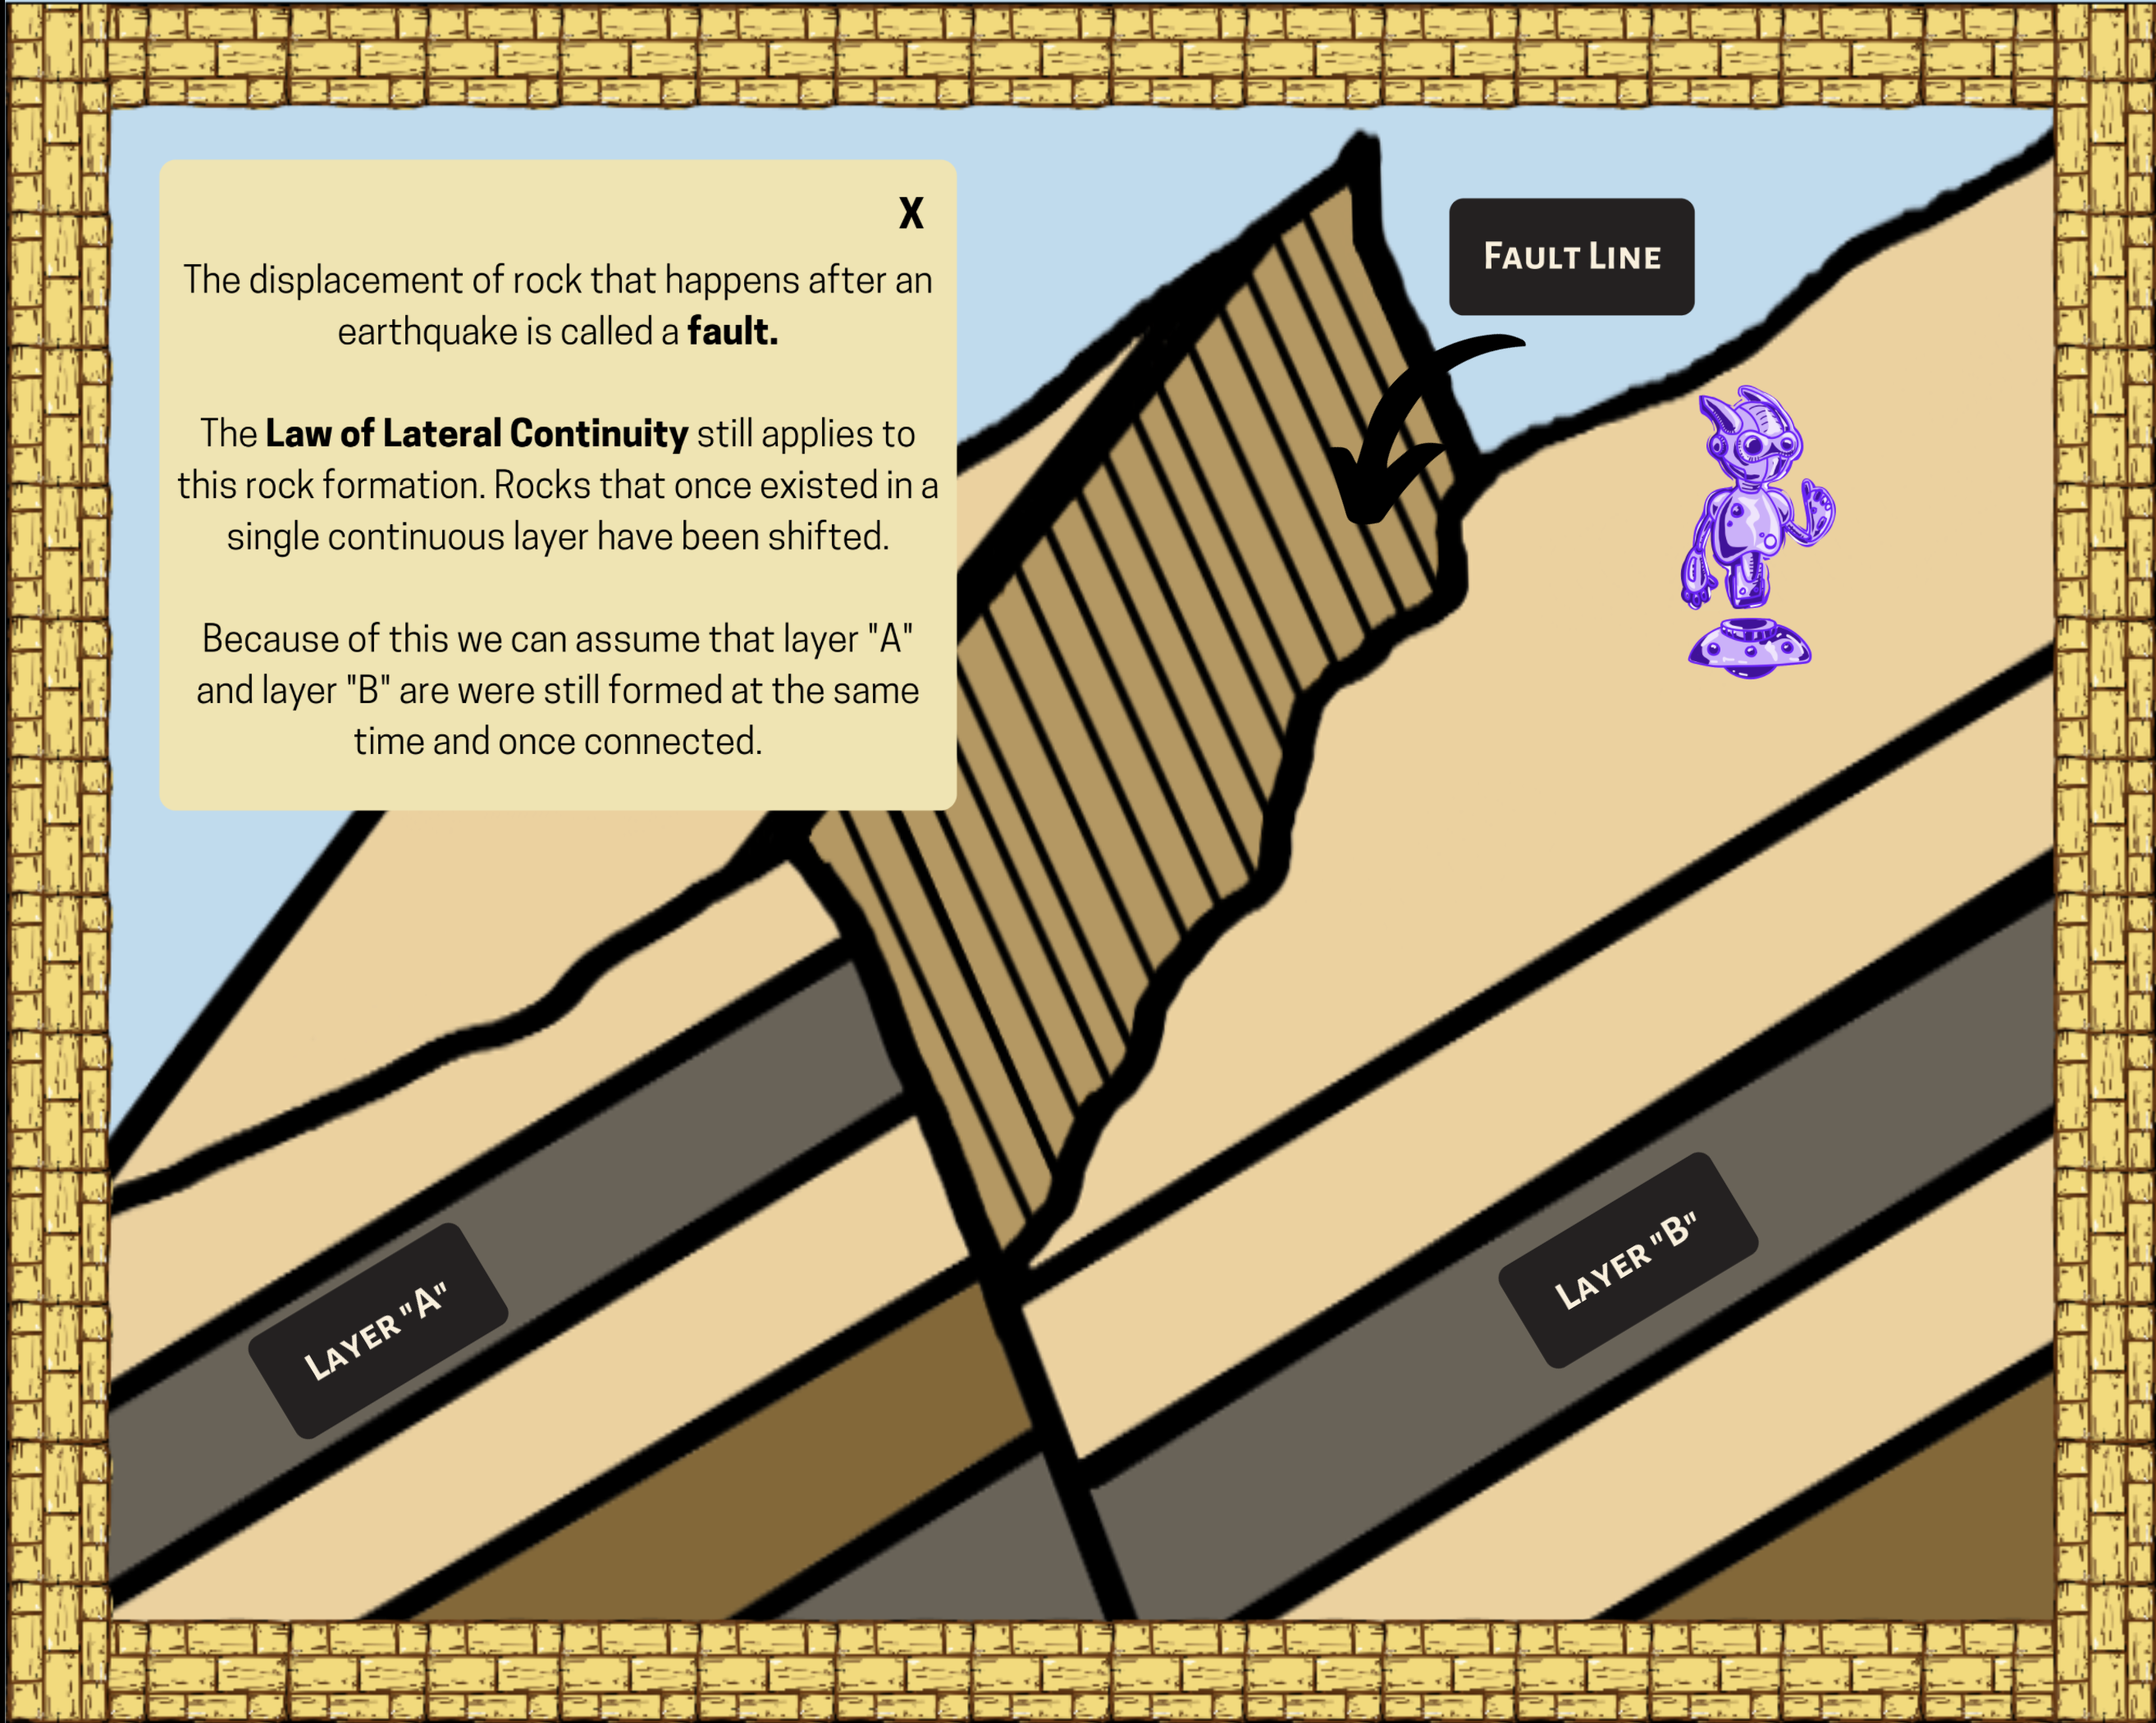 X
The displacement of rock that happens after an
earthquake is called a fault.
The Law of Lateral Continuity still applies to
this rock formation. Rocks that once existed in a
single continuous layer have been shifted.
Because of this we can assume that layer "A"
and layer "B" are were still formed at the same
time and once connected.
FAULT LINE
LAYER "A"
LAYER "B"